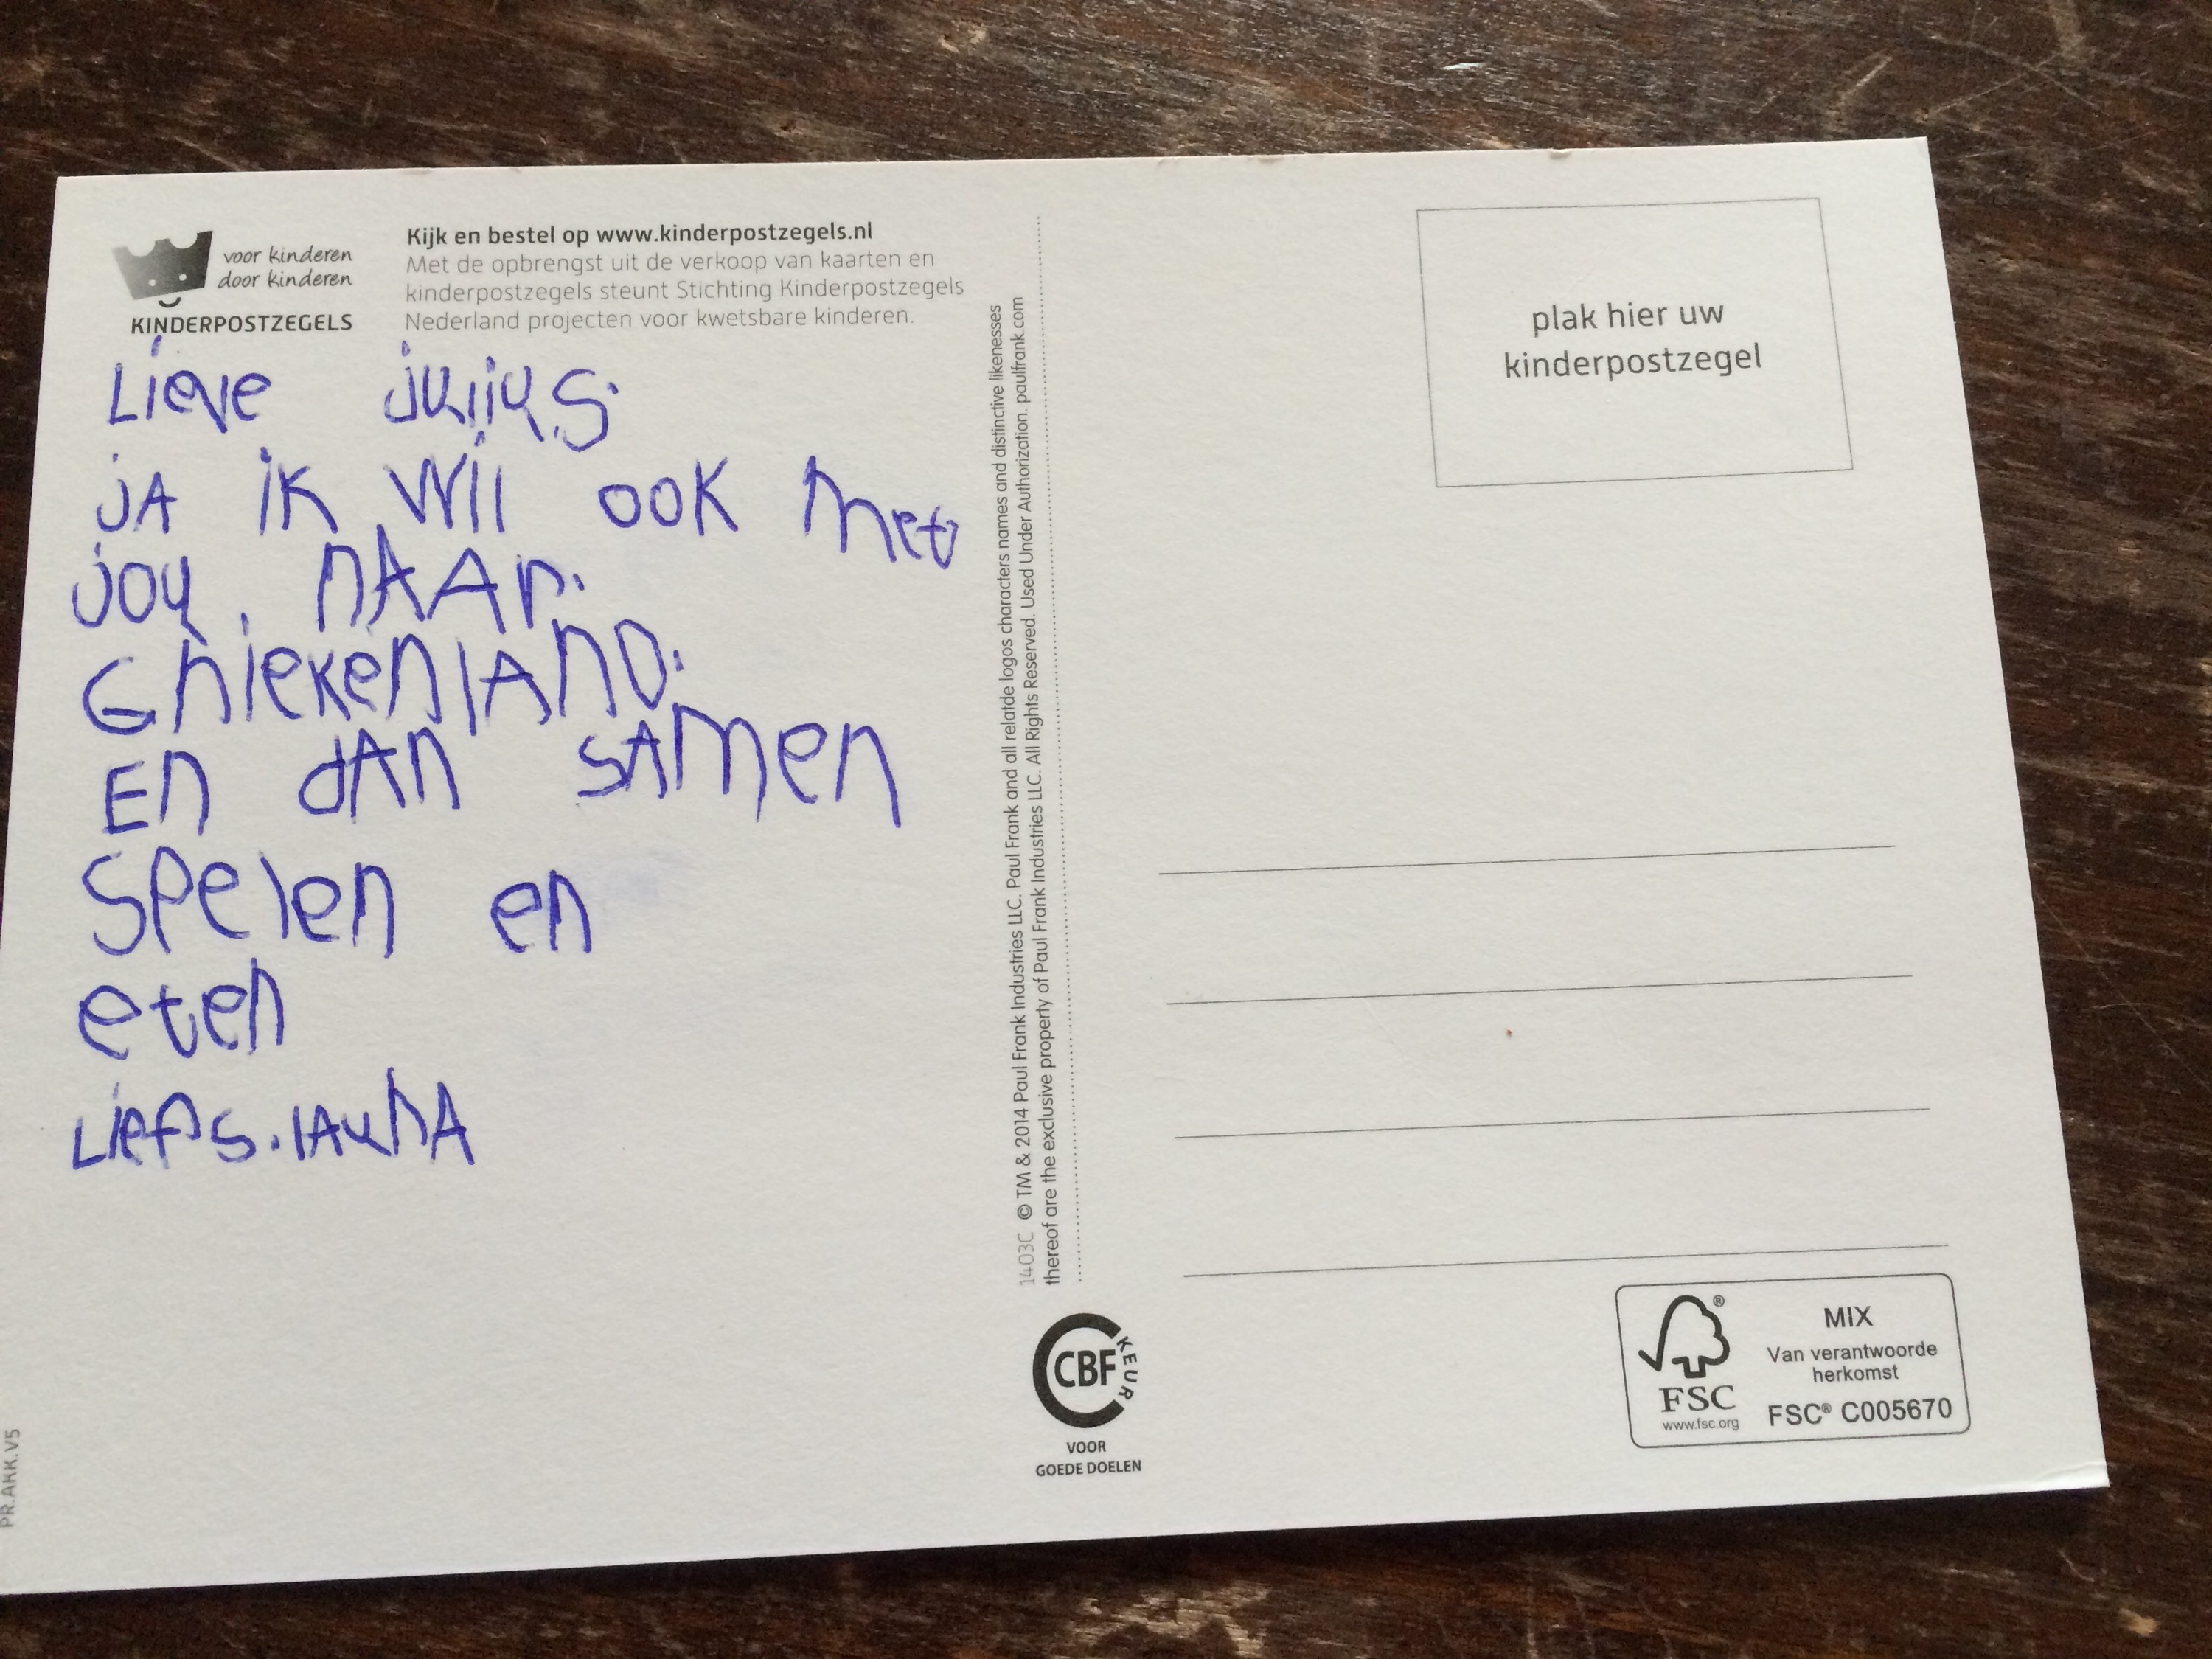 voor kinderen
door kinderen
KINDERPOSTZEGELS
Kijk en bestel op www.kinderpostzegels.nl
Met de opbrengst uit de verkoop van kaarten en
kinderpostzegels steunt Stichting Kinderpostzegels
Nederland projecten voor kwetsbare kinderen.
Lieve julius.
jA ik wil ook met
jou. nAAr.
GriekenlAnD.
En dAn sAmen
Spelen en
eten
Liefs.lAurA
PR.AKK.V5
1403C © TM & 2014 Paul Frank Industries LLC. Paul Frank and all relatde logos characters names and distinctive likenesses
thereof are the exclusive property of Paul Frank Industries LLC. All Rights Reserved. Used Under Authorization. paulfrank.com
CBF
KEUR
VOOR
GOEDE DOELEN
plak hier uw
kinderpostzegel
FSC
www.fsc.org
MIX
Van verantwoorde
herkomst
FSC® C005670